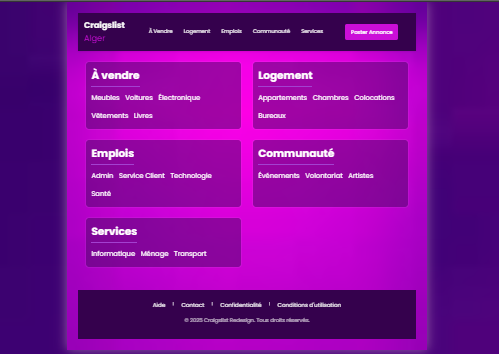 Craigslist
Alger
À Vendre Logement Emplois Communauté Services
Poster Annonce
À vendre
Meubles Voitures Électronique
Vêtements Livres
Logement
Appartements Chambres Colocations
Bureaux
Emplois
Admin Service Client Technologie
Santé
Communauté
Événements Volontariat Artistes
Services
Informatique Ménage Transport
Aide | Contact | Confidentialité | Conditions d'utilisation
© 2025 Craigslist Redesign. Tous droits réservés.